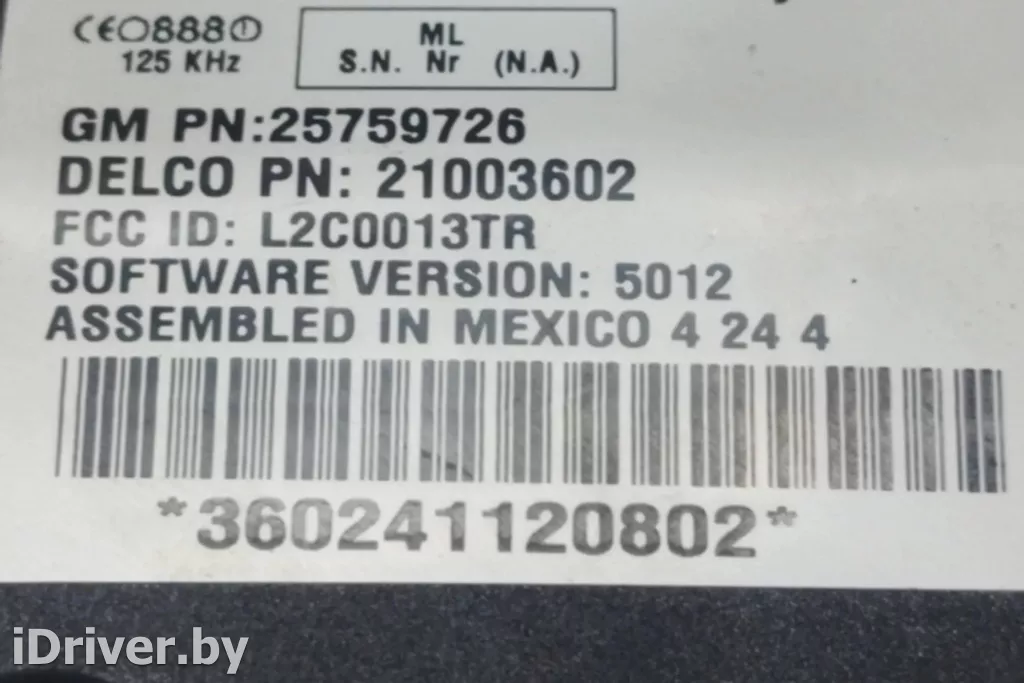 CE0888
125 KHz
ML
S.N. Nr (N.A.)
GM PN:25759726
DELCO PN: 21003602
FCC ID: L2C0013TR
SOFTWARE VERSION: 5012
ASSEMBLED IN MEXICO 4 24 4
*360241120802*
iDriver.by